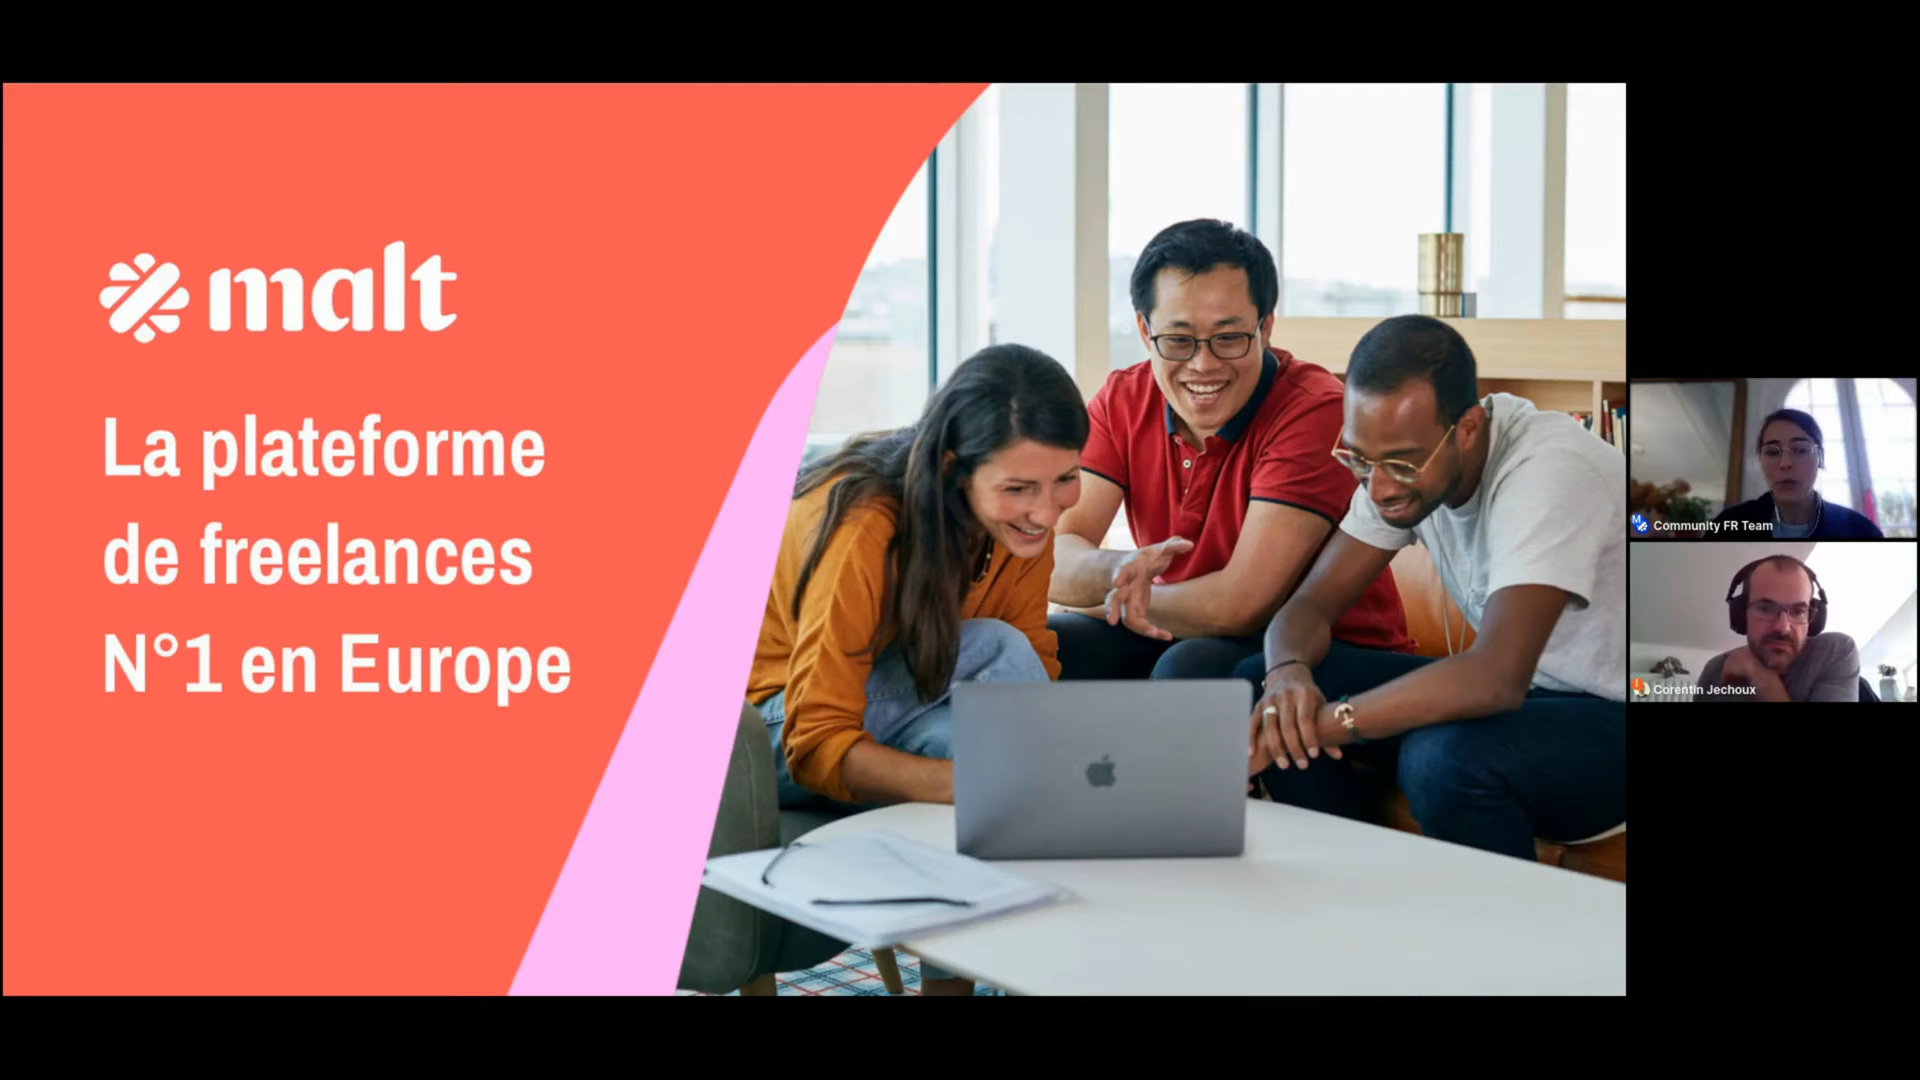 malt
La plateforme
de freelances
N°1 en Europe
Community FR Team
Corentin Jechoux